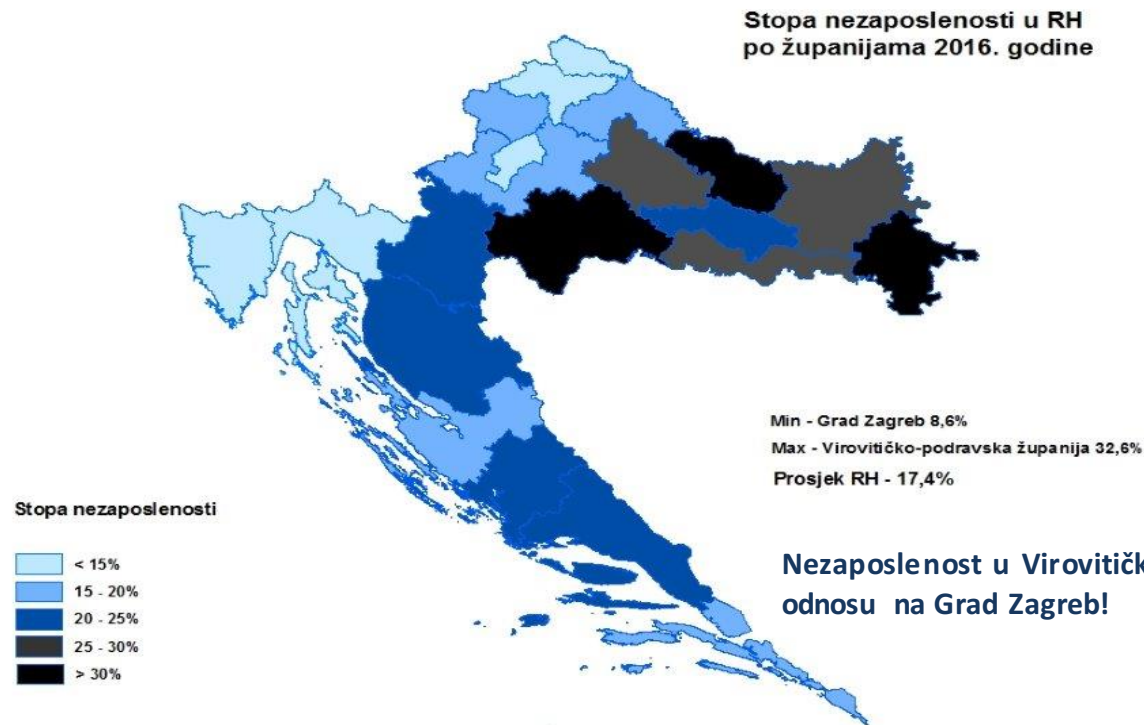 Stopa nezaposlenosti u RH
po županijama 2016. godine
Min - Grad Zagreb 8,6%
Max - Virovitičko-podravska županija 32,6%
Prosjek RH - 17,4%
Stopa nezaposlenosti
< 15%
15 - 20%
20 - 25%
25 - 30%
> 30%
Nezaposlenost u Virovitičk
odnosu na Grad Zagreb!